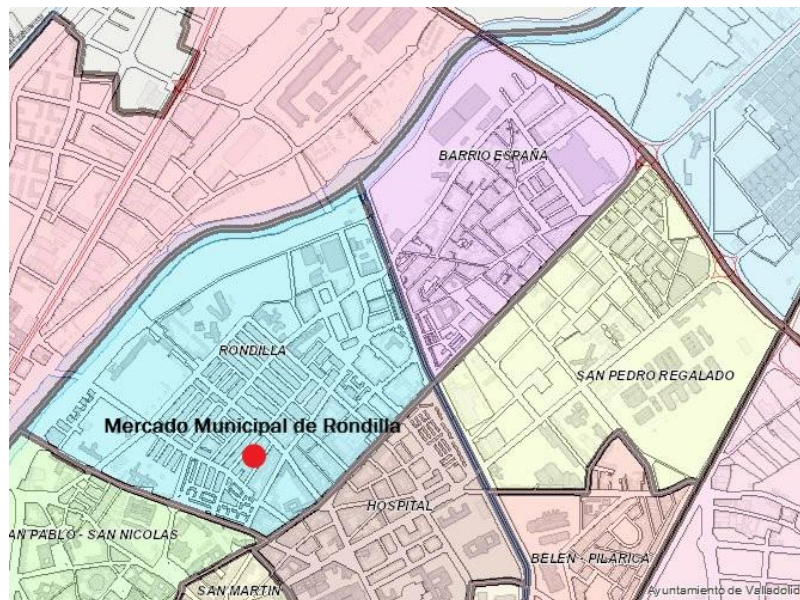 BARRIO ESPAÑA
RONDILLA
SAN PEDRO REGALADO
Mercado Municipal de Rondilla
HOSPITAL
AN PABLO - SAN NICOLAS
BELEN - PILARICA
SAN MARTIN
Ayuntamiento de Valladolid